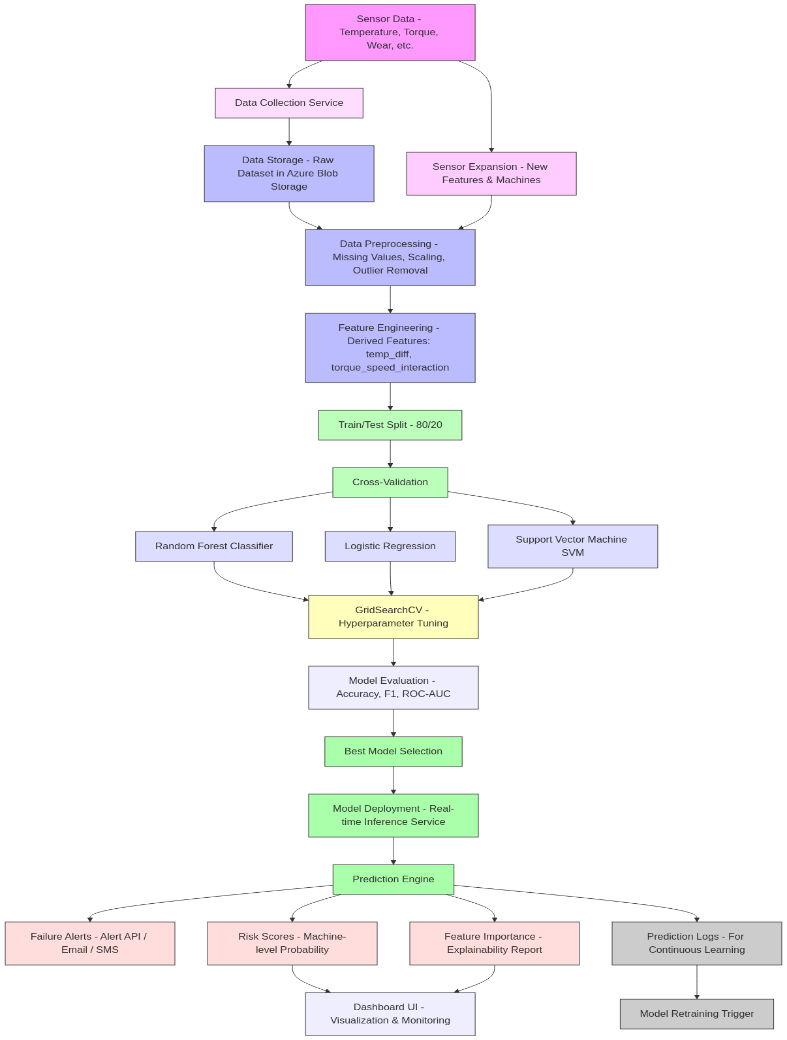 Sensor Data -
Temperature, Torque,
Wear, etc.
Data Collection Service
Data Storage - Raw
Dataset in Azure Blob
Storage
Sensor Expansion - New
Features & Machines
Data Preprocessing -
Missing Values, Scaling,
Outlier Removal
Feature Engineering -
Derived Features:
temp_diff,
torque_speed_interaction
Train/Test Split - 80/20
Cross-Validation
Random Forest Classifier
Logistic Regression
Support Vector Machine
SVM
GridSearchCV -
Hyperparameter Tuning
Model Evaluation -
Accuracy, F1, ROC-AUC
Best Model Selection
Model Deployment - Real-
time Inference Service
Prediction Engine
Failure Alerts - Alert API /
Email / SMS
Risk Scores - Machine-
level Probability
Feature Importance -
Explainability Report
Prediction Logs - For
Continuous Learning
Dashboard UI -
Visualization & Monitoring
Model Retraining Trigger